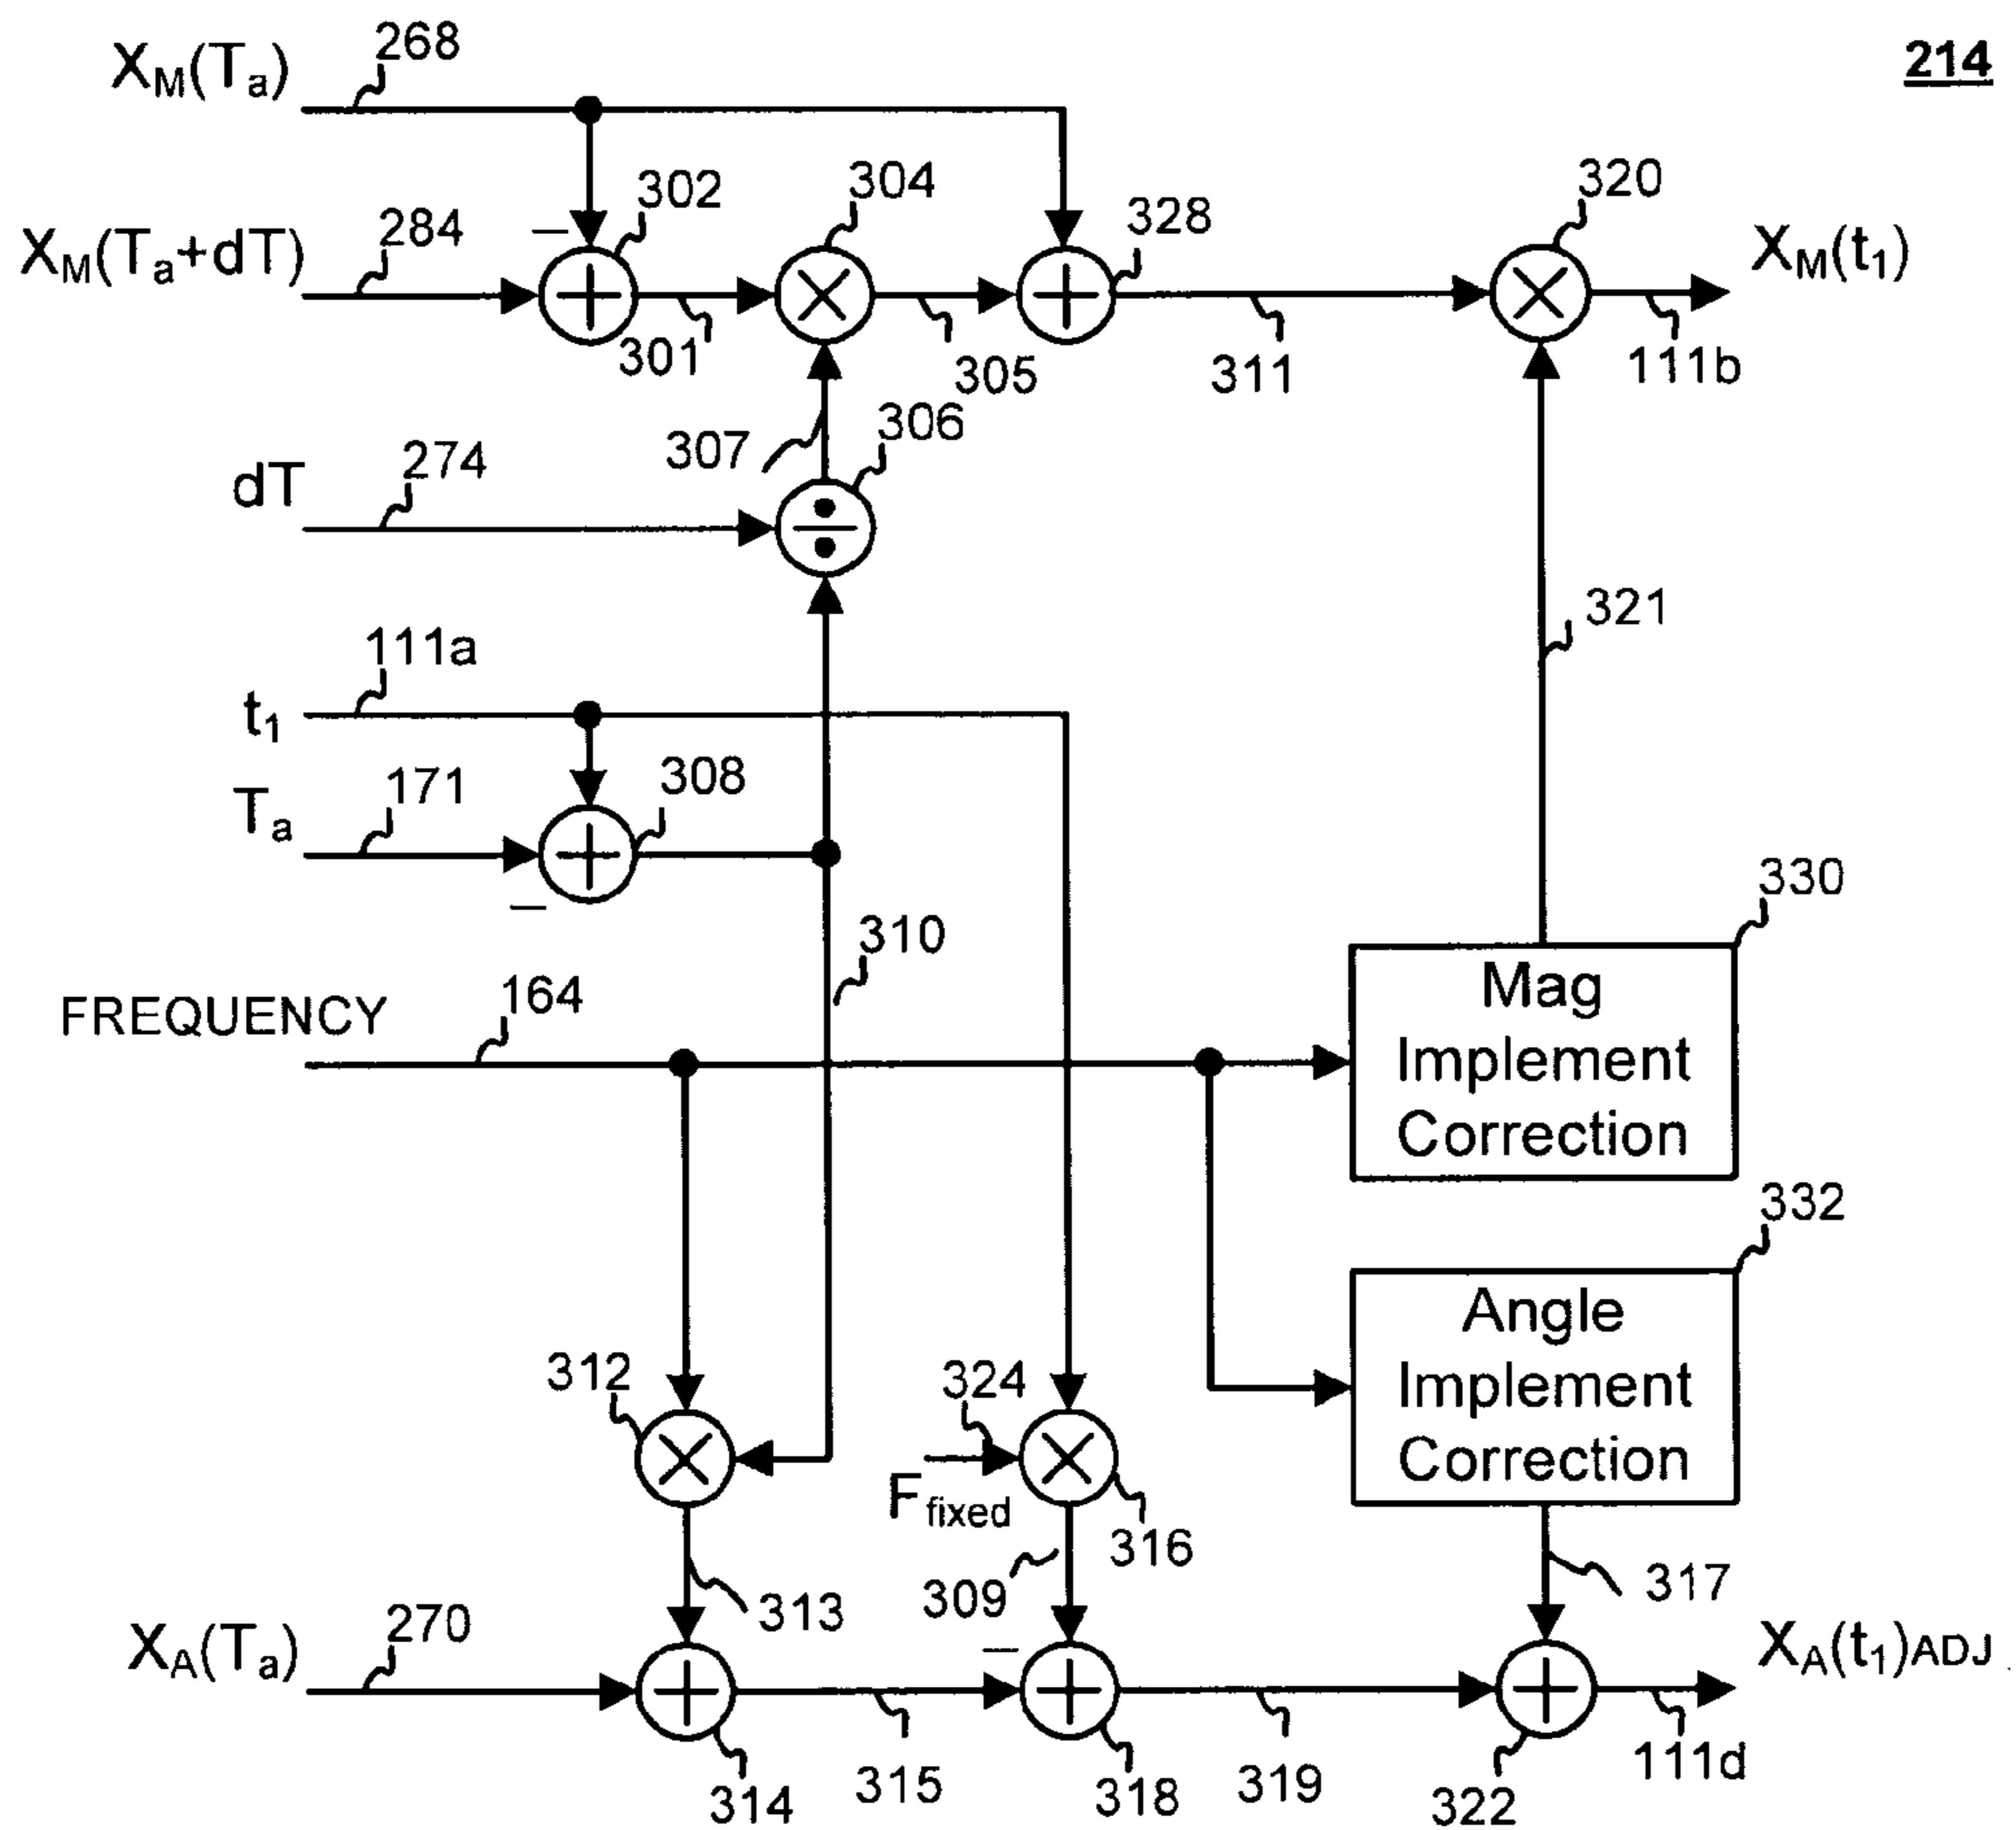 X_M(T_a)
268
214
302
304
320
X_M(T_a+dT)
284
328
X_M(t_1)
301
305
311
111b
dT
274
307
306
111a
t_1
321
T_a
171
308
330
310
FREQUENCY
164
Mag
Implement
Correction
332
Angle
Implement
Correction
312
324
F_fixed
316
309
313
317
X_A(T_a)
270
X_A(t_1)ADJ
315
319
111d
314
318
322